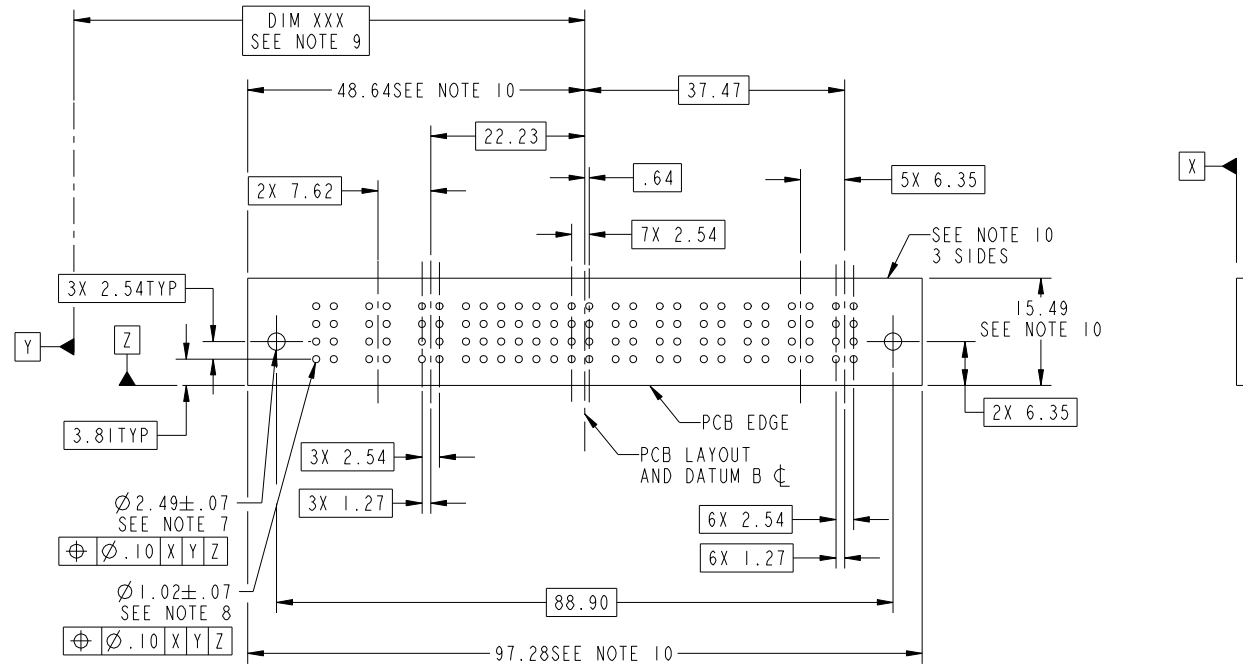 DIM XXX
SEE NOTE 9
48.64SEE NOTE 10
37.47
22.23
.64
X
2X 7.62
5X 6.35
7X 2.54
SEE NOTE 10
3 SIDES
3X 2.54TYP
15.49
SEE NOTE 10
Y
Z
2X 6.35
3.81TYP
PCB EDGE
3X 2.54
PCB LAYOUT
AND DATUM B ℄
Ø2.49±.07
SEE NOTE 7
⌖ Ø.10 X Y Z
3X 1.27
6X 2.54
6X 1.27
Ø1.02±.07
SEE NOTE 8
⌖ Ø.10 X Y Z
88.90
97.28SEE NOTE 10